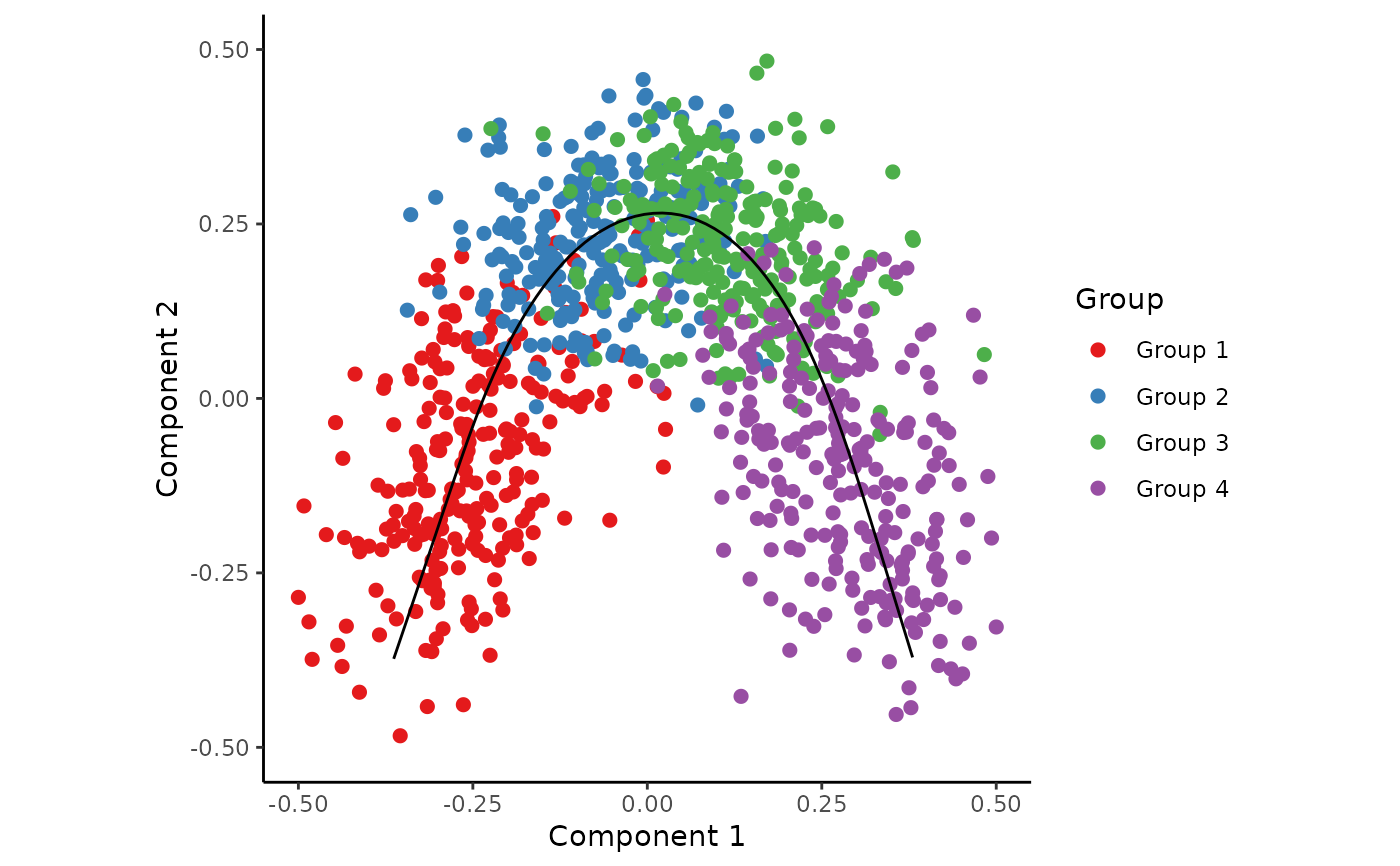 0.50
0.25
0.00
-0.25
-0.50
Component 2
-0.50 -0.25 0.00 0.25 0.50
Component 1
Group
Group 1
Group 2
Group 3
Group 4